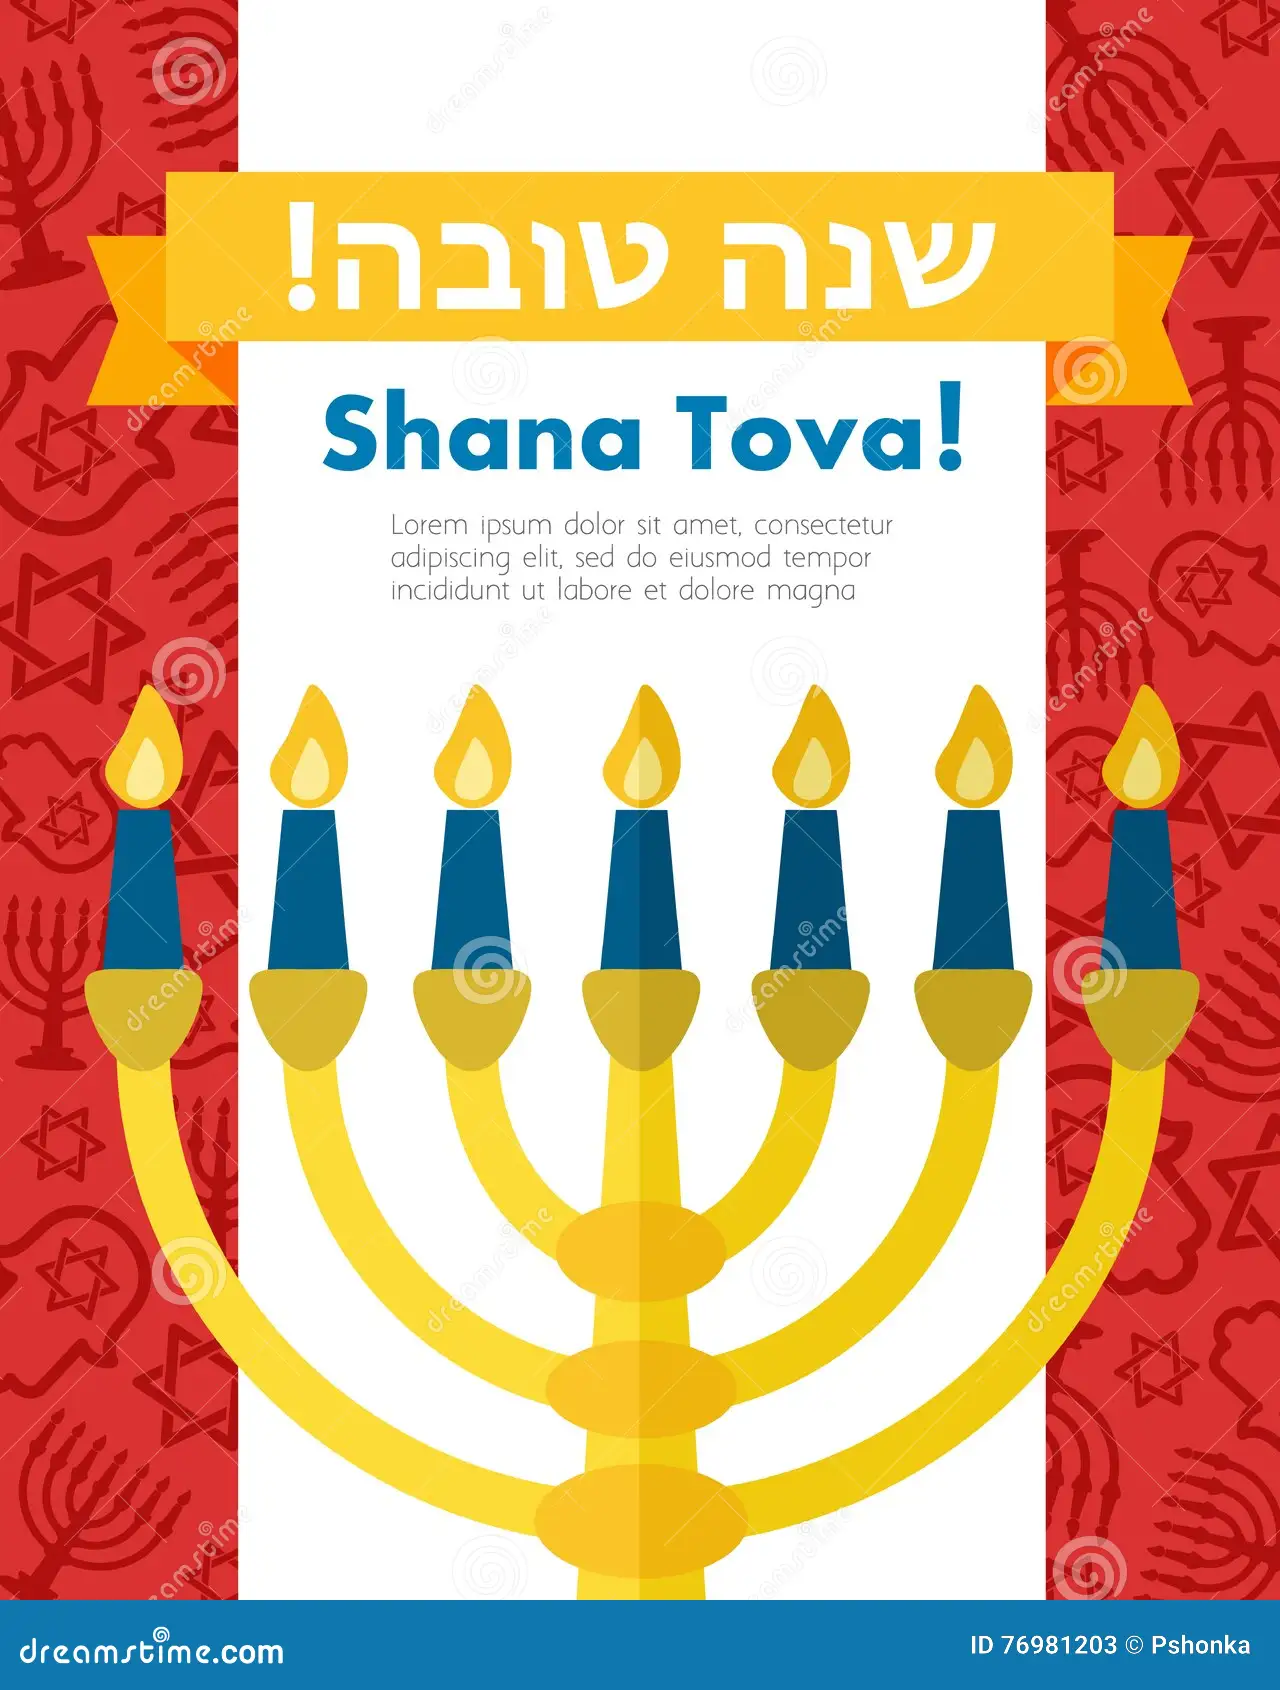 שנה טובה!
Shana Tova!
Lorem ipsum dolor sit amet, consectetur
adipiscing elit, sed do eiusmod tempor
incididunt ut labore et dolore magna
dreamstime.com
ID 76981203 © Pshonka